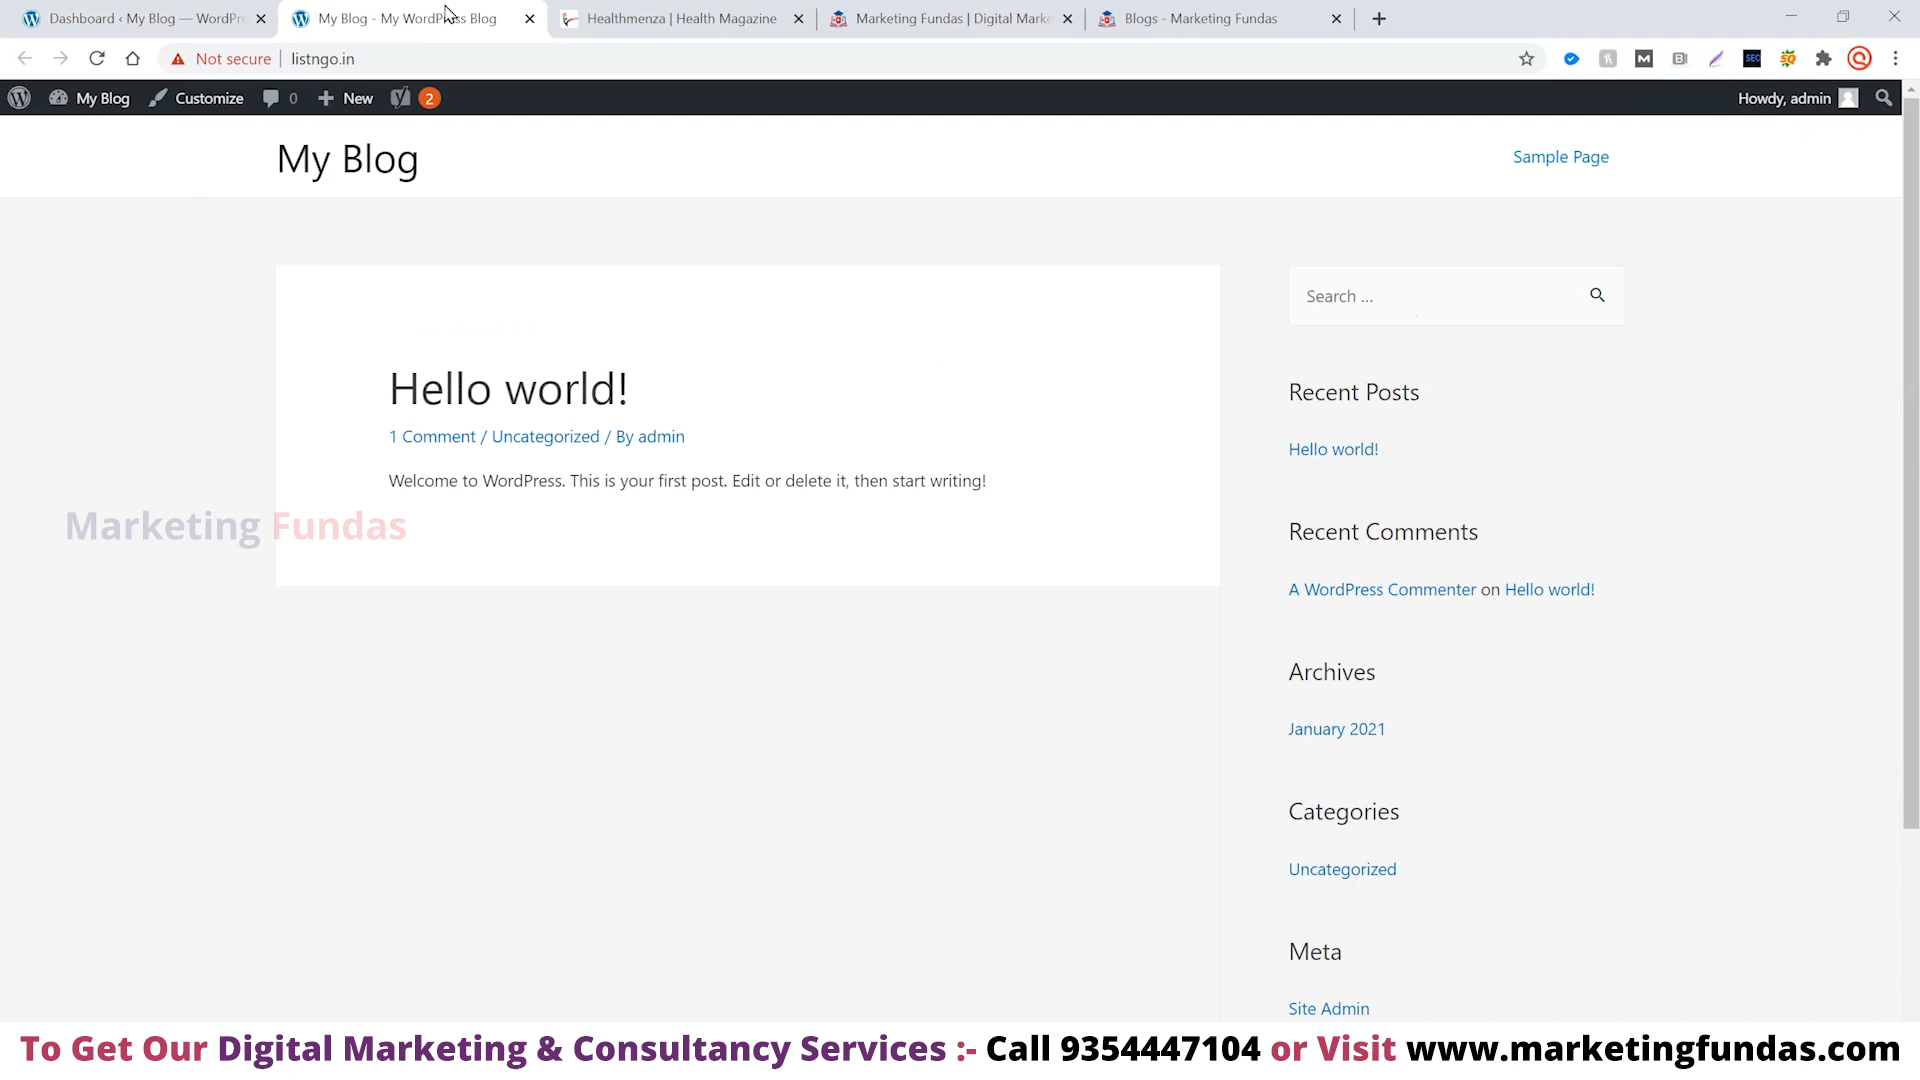 Dashboard ‹ My Blog — WordPre
My Blog - My WordPress Blog
Healthmenza | Health Magazine
Marketing Fundas | Digital Marke
Blogs - Marketing Fundas
Not secure
listngo.in
My Blog
Customize
0
New
2
Howdy, admin
My Blog
Sample Page
Hello world!
1 Comment / Uncategorized / By admin
Welcome to WordPress. This is your first post. Edit or delete it, then start writing!
Marketing Fundas
Search ...
Recent Posts
Hello world!
Recent Comments
A WordPress Commenter on Hello world!
Archives
January 2021
Categories
Uncategorized
Meta
Site Admin
To Get Our Digital Marketing & Consultancy Services :- Call 9354447104 or Visit www.marketingfundas.com